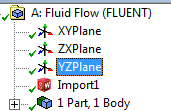 A: Fluid Flow (FLUENT)
XYPlane
ZXPlane
YZPlane
Import1
1 Part, 1 Body